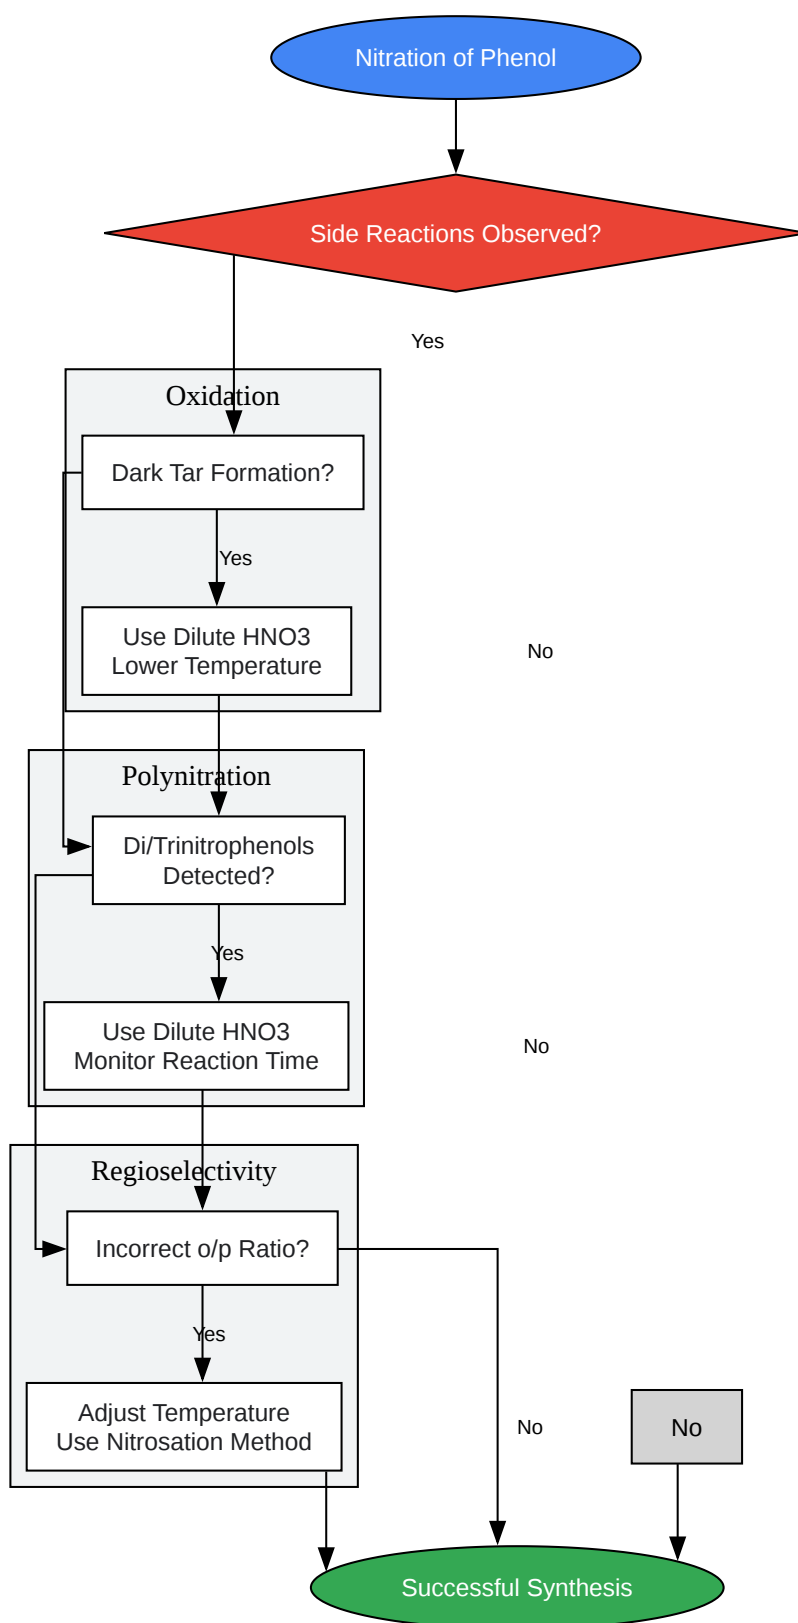 Nitration of Phenol
Side Reactions Observed?
Yes
Oxidation
Dark Tar Formation?
Yes
Use Dilute HNO3
Lower Temperature
No
Polynitration
Di/Trinitrophenols
Detected?
Yes
Use Dilute HNO3
Monitor Reaction Time
No
Regioselectivity
Incorrect o/p Ratio?
Yes
Adjust Temperature
Use Nitrosation Method
No
No
Successful Synthesis